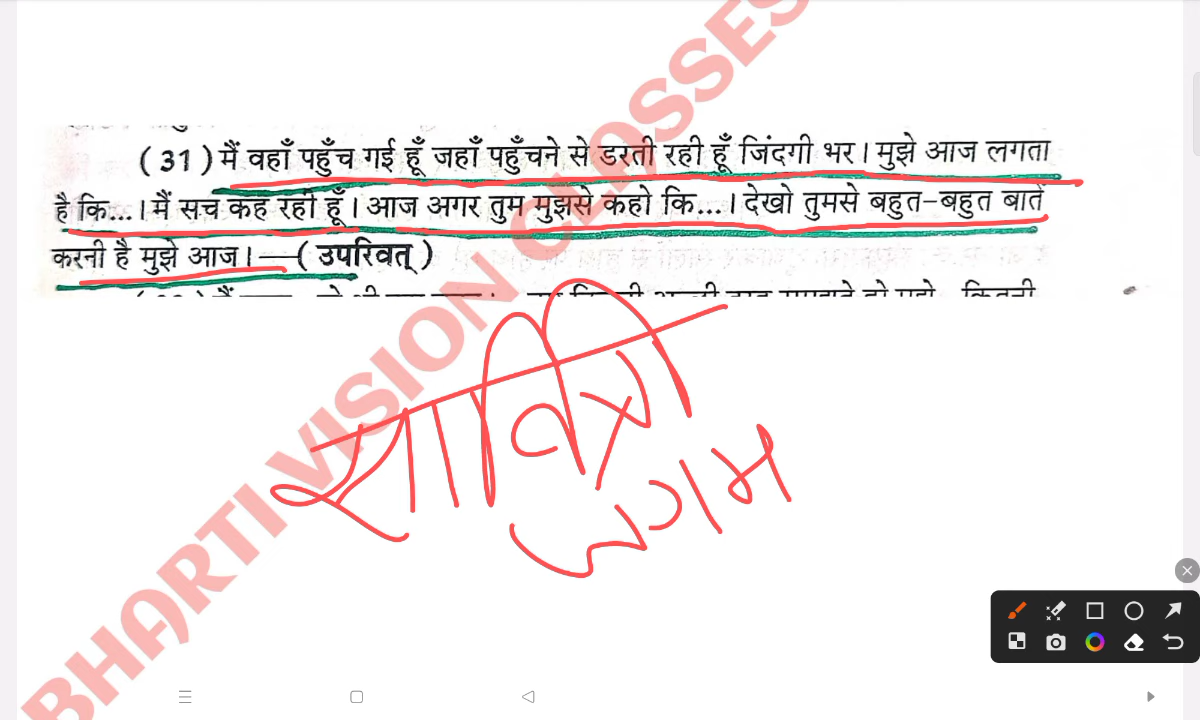 (31) मैं वहाँ पहुँच गई हूँ जहाँ पहुँचने से डरती रही हूँ जिंदगी भर। मुझे आज लगता
है कि...।मैं सच कह रही हूँ। आज अगर तुम मुझसे कहो कि...। देखो तुमसे बहुत-बहुत बातें
करनी है मुझे आज।—(उपरिवत्)
सावित्री
BHARTI VISION CLASSES